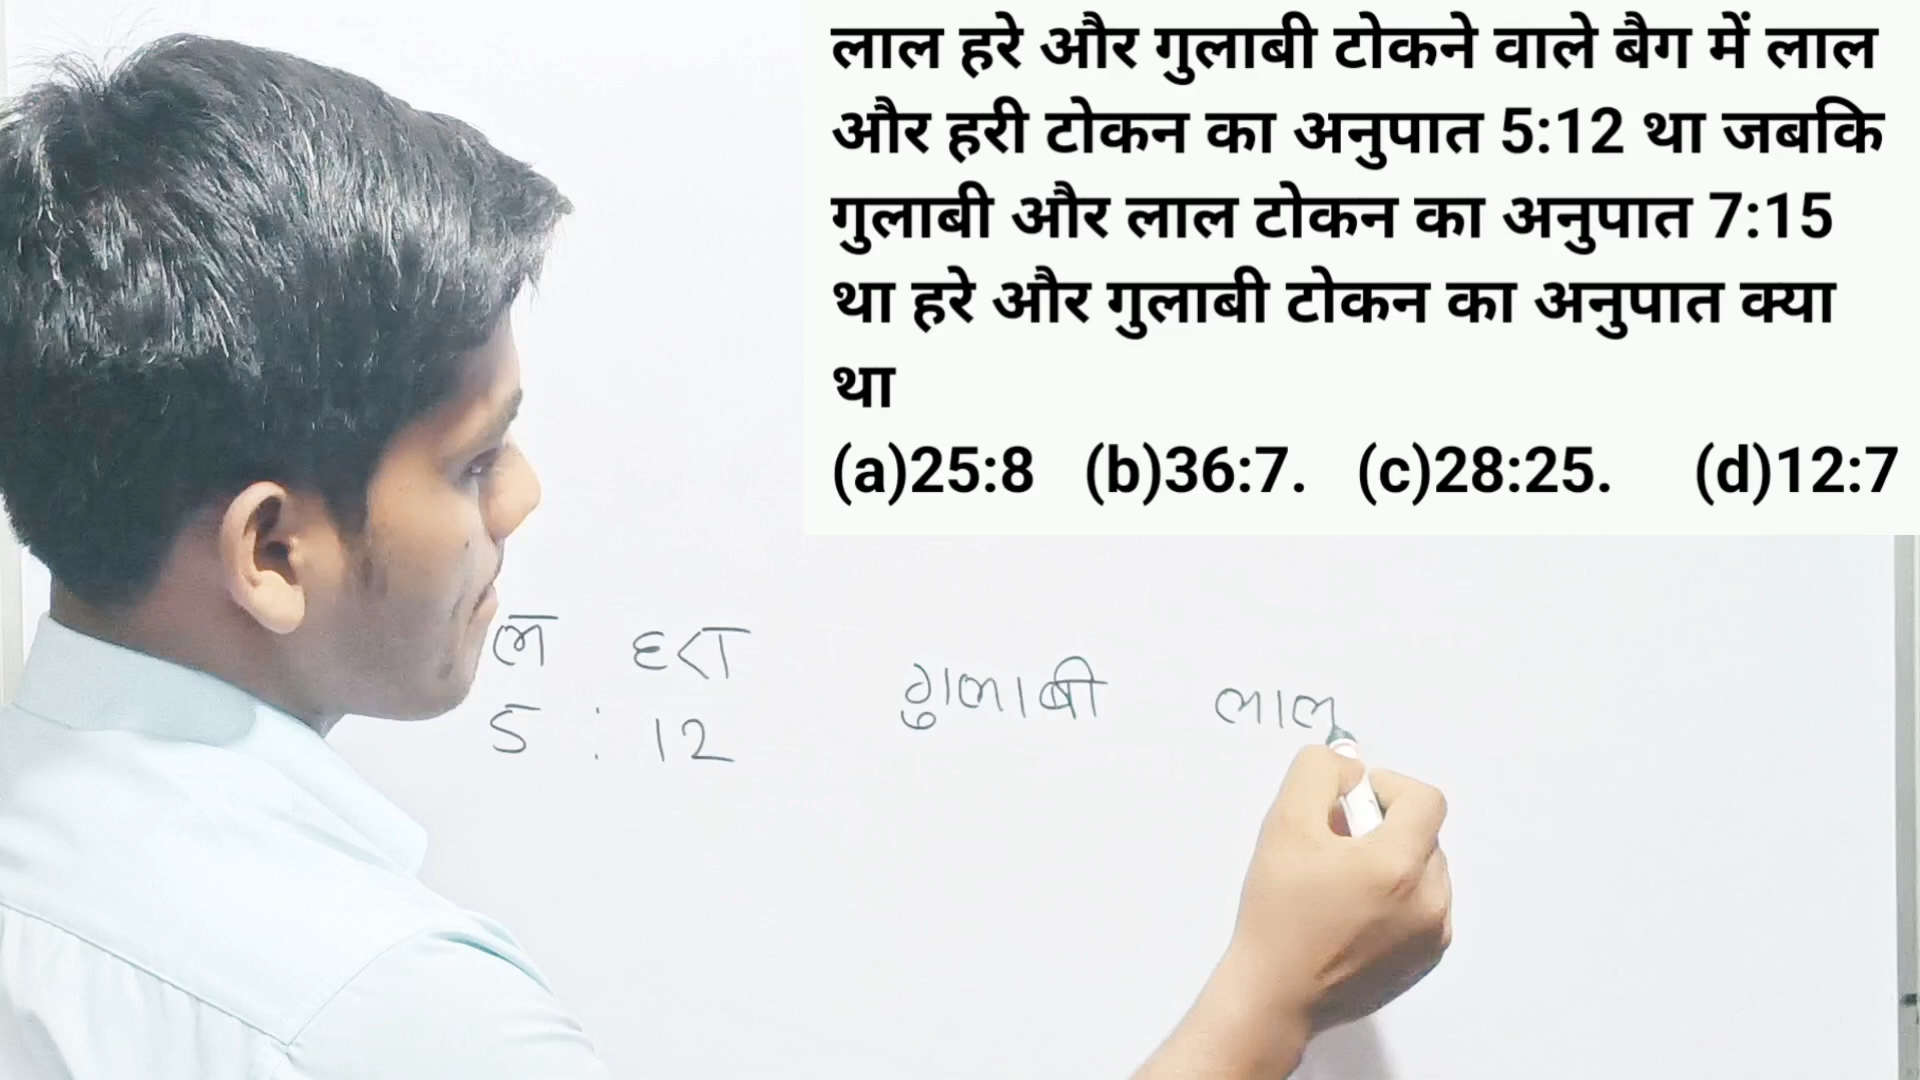 लाल हरे और गुलाबी टोकने वाले बैग में लाल
और हरी टोकन का अनुपात 5:12 था जबकि
गुलाबी और लाल टोकन का अनुपात 7:15
था हरे और गुलाबी टोकन का अनुपात क्या
था
(a)25:8 (b)36:7. (c)28:25. (d)12:7
ल हरा
5 : 12
गुलाबी लाल